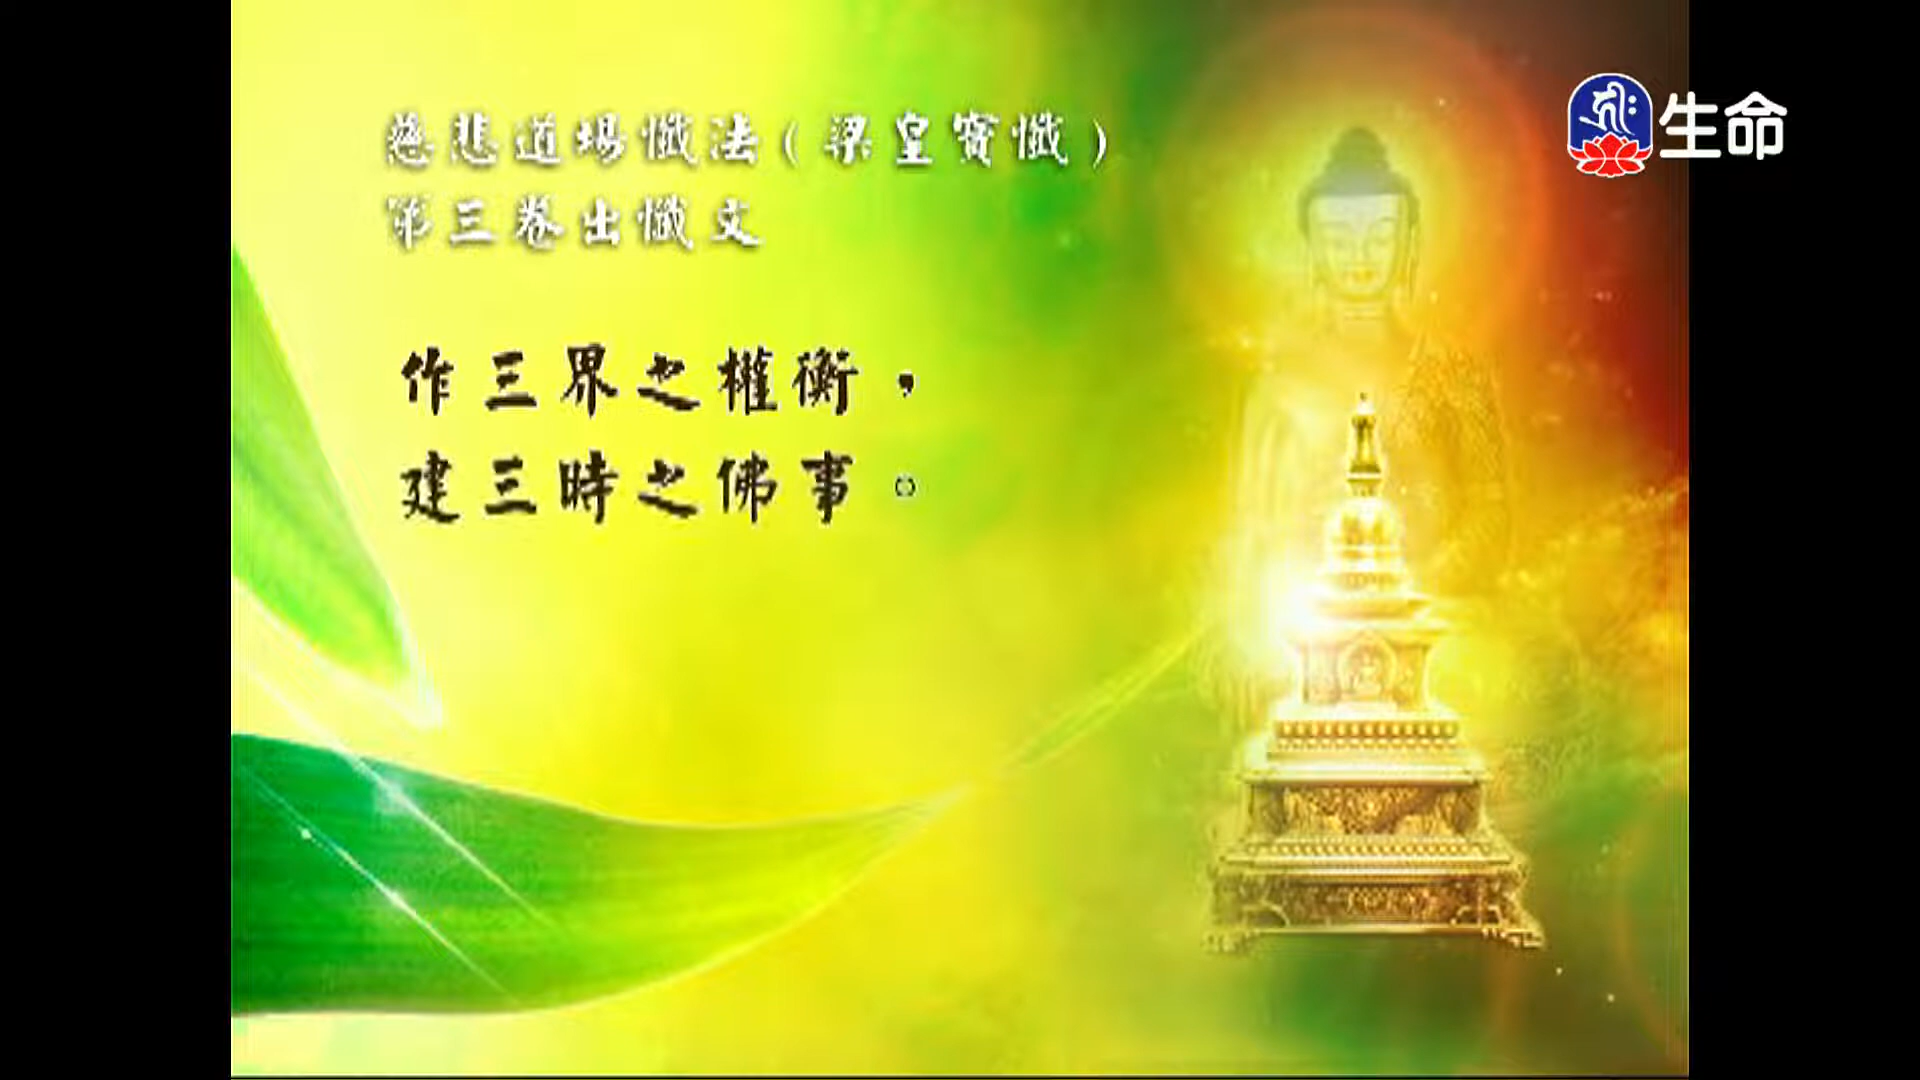 慈悲道場懺法(梁皇寶懺)
第三卷出懺文
作三界之權衡，
建三時之佛事。
生命